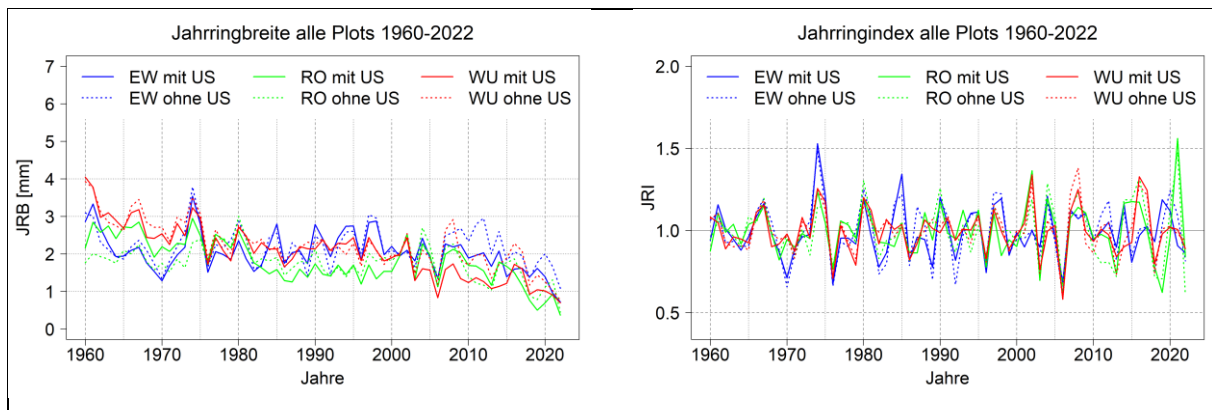 Jahrringbreite alle Plots 1960-2022
7
6
5
4
3
2
1
0
JRB [mm]
EW mit US
RO mit US
WU mit US
EW ohne US
RO ohne US
WU ohne US
1960 1970 1980 1990 2000 2010 2020
Jahre
Jahrringindex alle Plots 1960-2022
2.0
1.5
1.0
0.5
JRI
EW mit US
RO mit US
WU mit US
EW ohne US
RO ohne US
WU ohne US
1960 1970 1980 1990 2000 2010 2020
Jahre